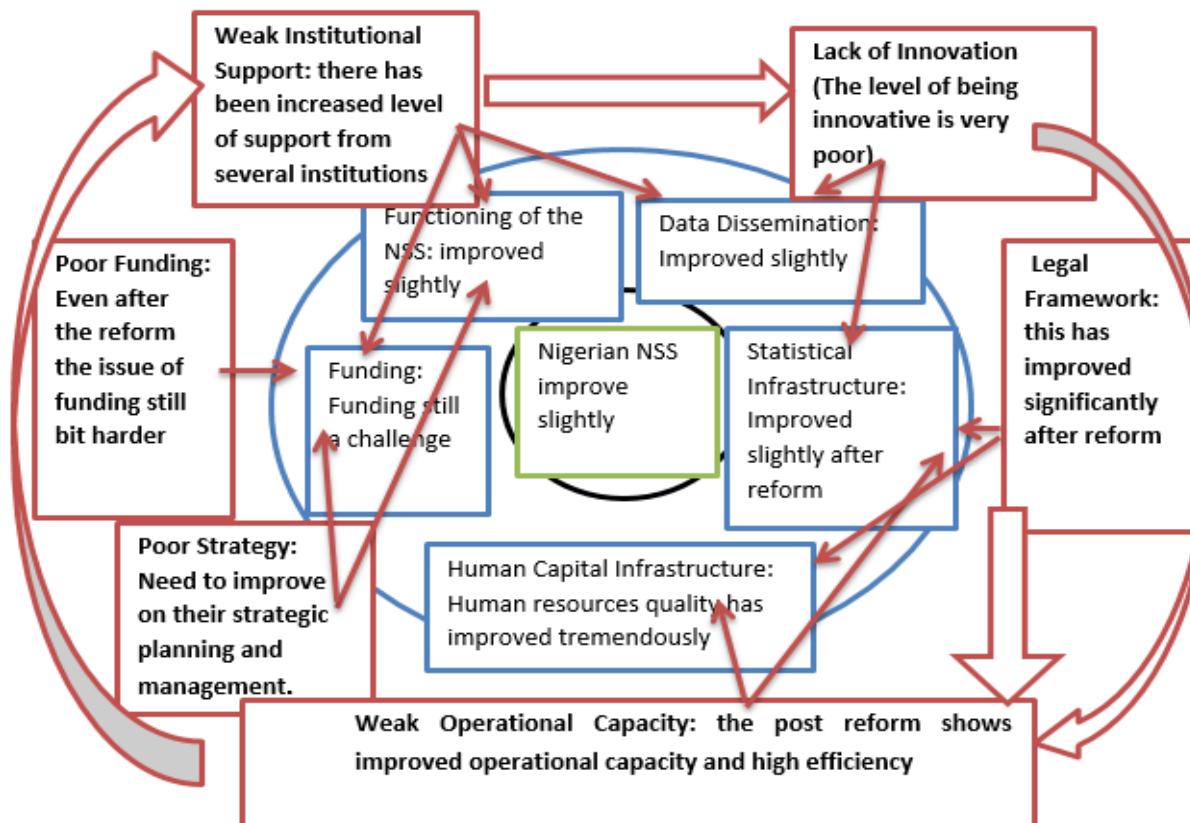 Weak Institutional
Support: there has
been increased level
of support from
several institutions
Lack of Innovation
(The level of being
innovative is very
poor)
Functioning of the
NSS: improved
slightly
Data Dissemination:
Improved slightly
Poor Funding:
Even after
the reform
the issue of
funding still
bit harder
Legal
Framework:
this has
improved
significantly
after reform
Funding:
Funding still
a challenge
Nigerian NSS
improve
slightly
Statistical
Infrastructure:
Improved
slightly after
reform
Poor Strategy:
Need to improve
on their strategic
planning and
management.
Human Capital Infrastructure:
Human resources quality has
improved tremendously
Weak Operational Capacity: the post reform shows
improved operational capacity and high efficiency